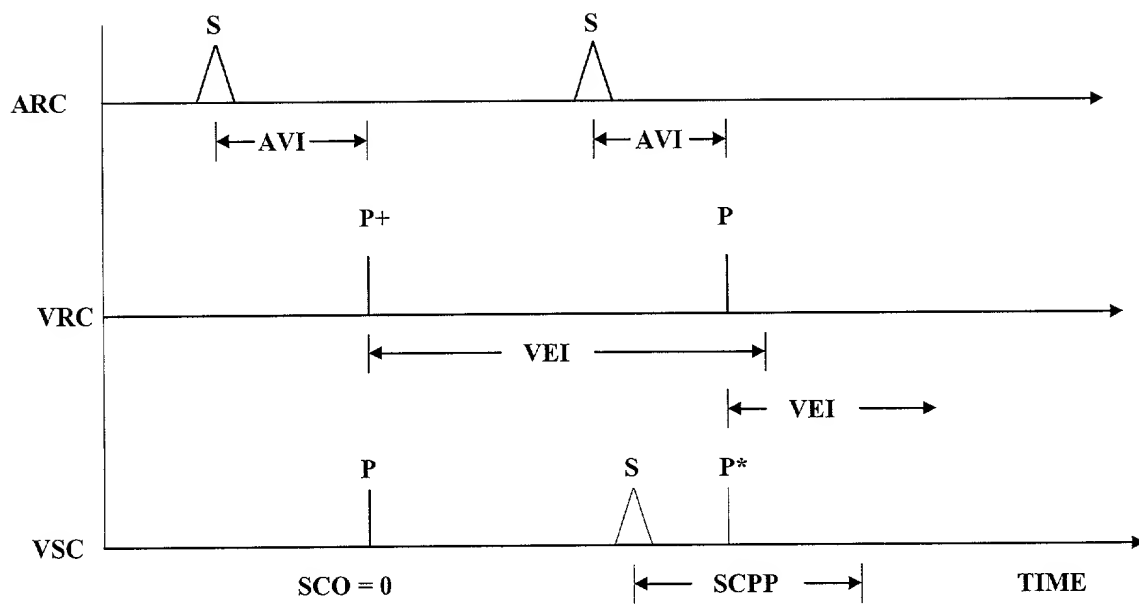 S S
ARC
AVI AVI
P+ P
VRC
VEI
VEI
P S P*
VSC
SCO = 0 SCPP TIME